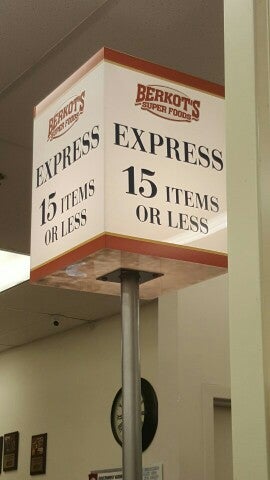 BERKOT'S
SUPER FOODS
EXPRESS
15 ITEMS
OR LESS
BERKOT'S
SUPER FOODS
EXPRESS
15 ITEMS
OR LESS